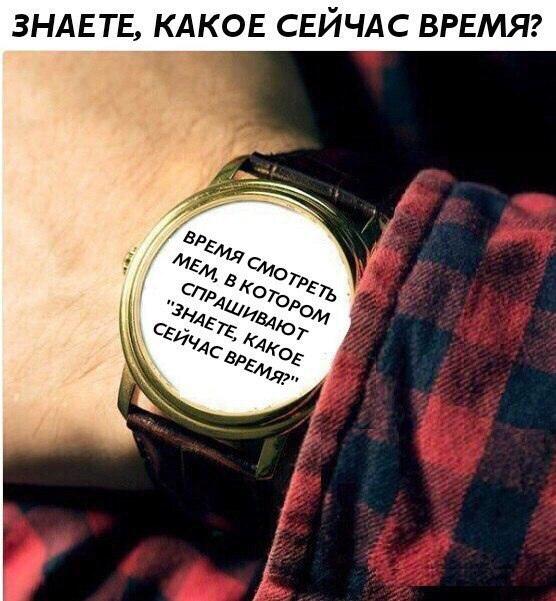 ЗНАЕТЕ, КАКОЕ СЕЙЧАС ВРЕМЯ?
ВРЕМЯ СМОТРЕТЬ
МЕМ, В КОТОРОМ
СПРАШИВАЮТ
"ЗНАЕТЕ, КАКОЕ
СЕЙЧАС ВРЕМЯ?"